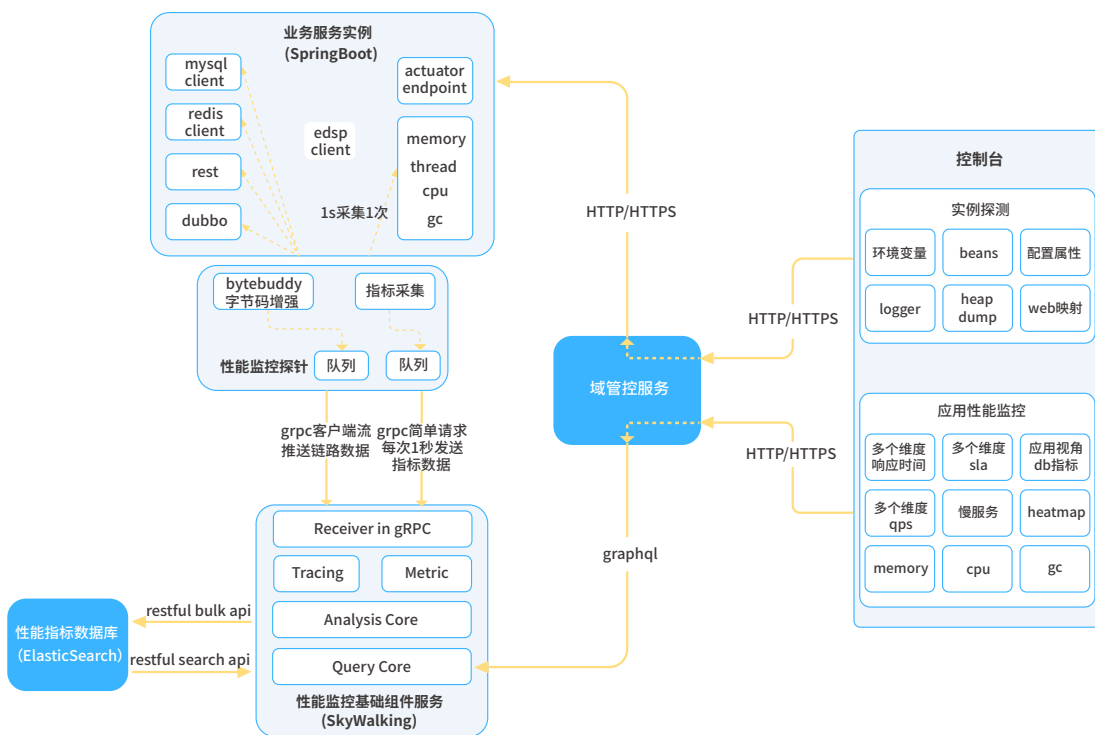 业务服务实例
(SpringBoot)
mysql
client
redis
client
rest
dubbo
edsp
client
1s采集1次
actuator
endpoint
memory
thread
cpu
gc
bytebuddy
字节码增强
指标采集
性能监控探针
队列
队列
grpc客户端流
推送链路数据
grpc简单请求
每次1秒发送
指标数据
Receiver in gRPC
Tracing
Metric
Analysis Core
Query Core
性能监控基础组件服务
(SkyWalking)
restful bulk api
restful search api
性能指标数据库
（ElasticSearch）
HTTP/HTTPS
域管控服务
graphql
HTTP/HTTPS
HTTP/HTTPS
控制台
实例探测
环境变量
beans
配置属性
logger
heap
dump
web映射
应用性能监控
多个维度
响应时间
多个维度
sla
应用视角
db指标
多个维度
qps
慢服务
heatmap
memory
cpu
gc